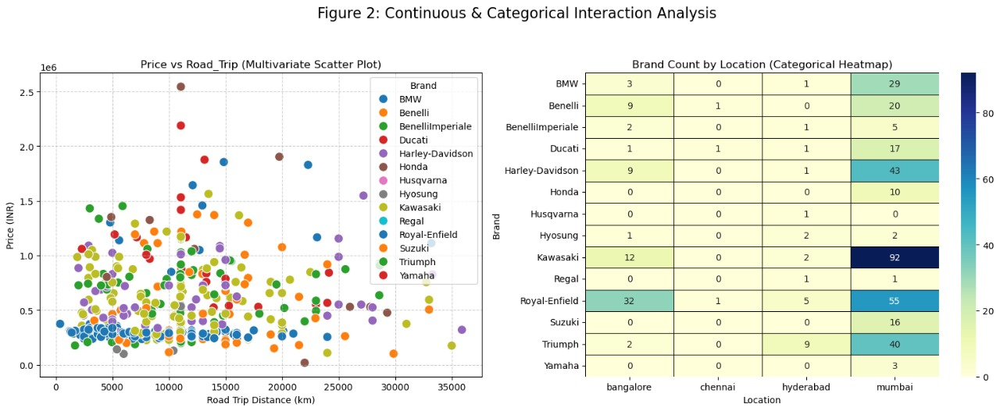 Figure 2: Continuous & Categorical Interaction Analysis
Price vs Road_Trip (Multivariate Scatter Plot)
1e6
2.5
2.0
1.5
1.0
0.5
0.0
Price (INR)
0 5000 10000 15000 20000 25000 30000 35000
Road Trip Distance (km)
Brand
BMW
Benelli
BenelliImperiale
Ducati
Harley-Davidson
Honda
Husqvarna
Hyosung
Kawasaki
Regal
Royal-Enfield
Suzuki
Triumph
Yamaha
Brand Count by Location (Categorical Heatmap)
Brand
BMW 3 0 1 29
Benelli 9 1 0 20
BenelliImperiale 2 0 1 5
Ducati 1 1 1 17
Harley-Davidson 9 0 1 43
Honda 0 0 0 10
Husqvarna 0 0 1 0
Hyosung 1 0 2 2
Kawasaki 12 0 2 92
Regal 0 0 1 1
Royal-Enfield 32 1 5 55
Suzuki 0 0 0 16
Triumph 2 0 9 40
Yamaha 0 0 0 3
bangalore chennai hyderabad mumbai
Location
80
60
40
20
0